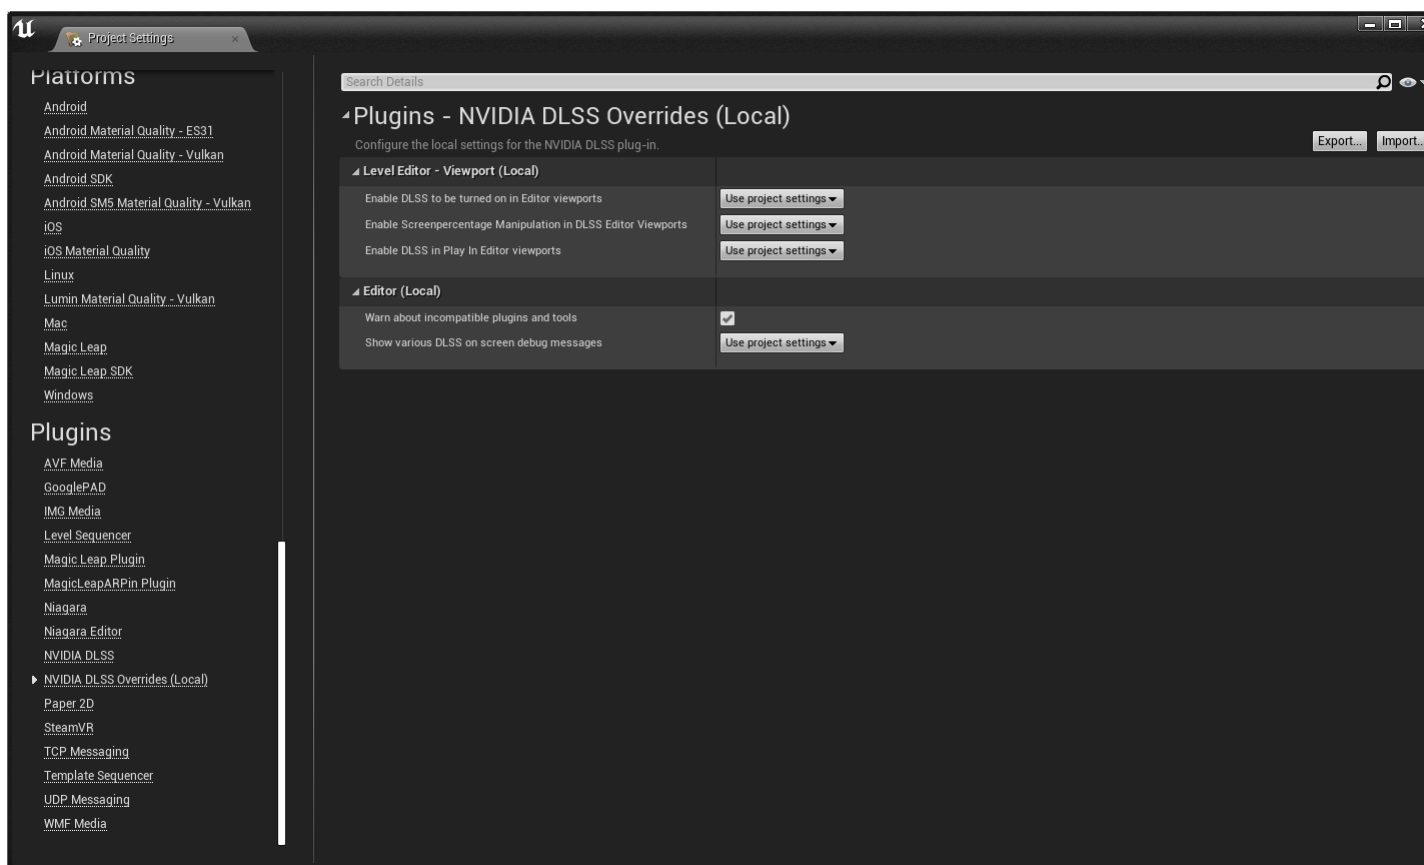 Project Settings
Platforms
Android
Android Material Quality - ES31
Android Material Quality - Vulkan
Android SDK
Android SM5 Material Quality - Vulkan
iOS
iOS Material Quality
Linux
Lumin Material Quality - Vulkan
Mac
Magic Leap
Magic Leap SDK
Windows
Plugins
AVF Media
GooglePAD
IMG Media
Level Sequencer
Magic Leap Plugin
MagicLeapARPin Plugin
Niagara
Niagara Editor
NVIDIA DLSS
NVIDIA DLSS Overrides (Local)
Paper 2D
SteamVR
TCP Messaging
Template Sequencer
UDP Messaging
WMF Media
Search Details
Plugins - NVIDIA DLSS Overrides (Local)
Configure the local settings for the NVIDIA DLSS plug-in.
Export... Import...
Level Editor - Viewport (Local)
Enable DLSS to be turned on in Editor viewports Use project settings
Enable Screenpercentage Manipulation in DLSS Editor Viewports Use project settings
Enable DLSS in Play In Editor viewports Use project settings
Editor (Local)
Warn about incompatible plugins and tools
Show various DLSS on screen debug messages Use project settings